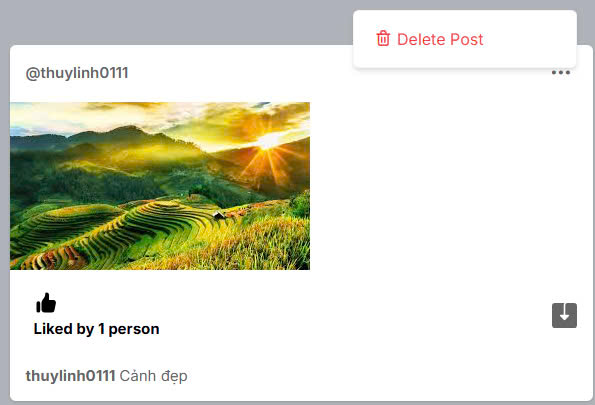 Delete Post
@thuylinh0111
Liked by 1 person
thuylinh0111 Cảnh đẹp